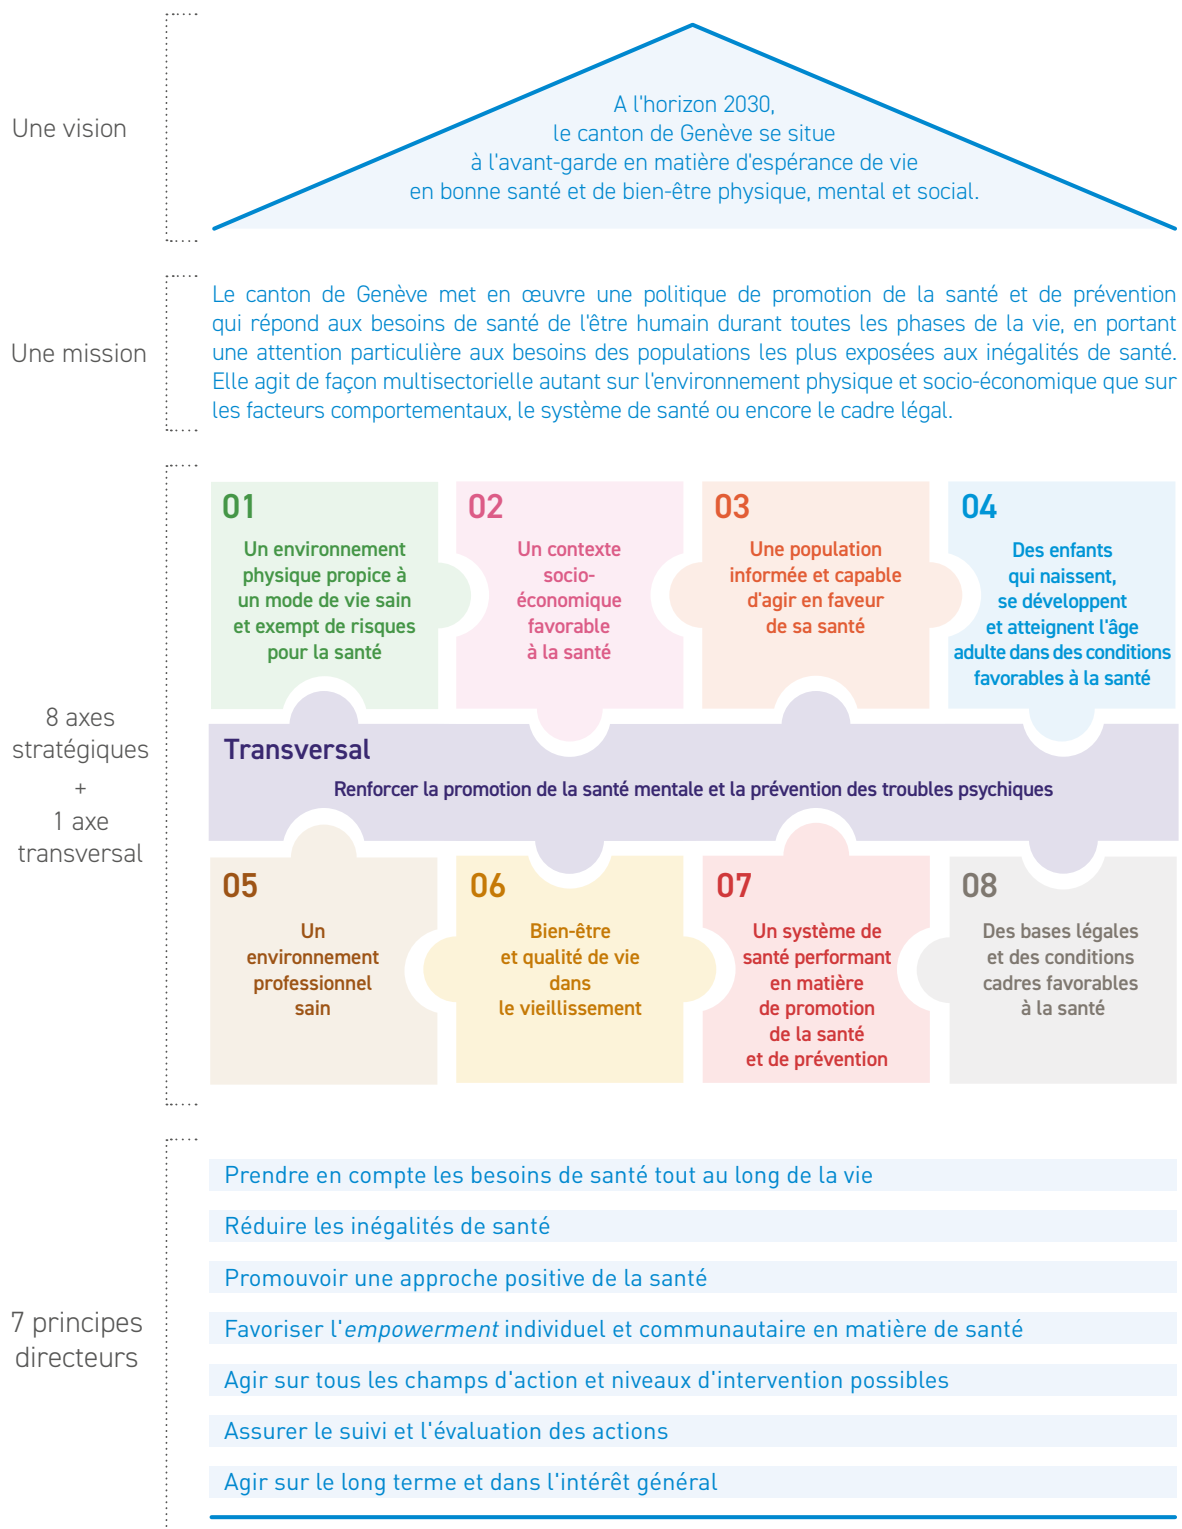 Une vision
A l'horizon 2030,
le canton de Genève se situe
à l'avant-garde en matière d'espérance de vie
en bonne santé et de bien-être physique, mental et social.
Une mission
Le canton de Genève met en œuvre une politique de promotion de la santé et de prévention
qui répond aux besoins de santé de l'être humain durant toutes les phases de la vie, en portant
une attention particulière aux besoins des populations les plus exposées aux inégalités de santé.
Elle agit de façon multisectorielle autant sur l'environnement physique et socio-économique que sur
les facteurs comportementaux, le système de santé ou encore le cadre légal.
8 axes
stratégiques
+
1 axe
transversal
01
Un environnement
physique propice à
un mode de vie sain
et exempt de risques
pour la santé
02
Un contexte
socio-
économique
favorable
à la santé
03
Une population
informée et capable
d'agir en faveur
de sa santé
04
Des enfants
qui naissent,
se développent
et atteignent l'âge
adulte dans des conditions
favorables à la santé
Transversal
Renforcer la promotion de la santé mentale et la prévention des troubles psychiques
05
Un
environnement
professionnel
sain
06
Bien-être
et qualité de vie
dans
le vieillissement
07
Un système de
santé performant
en matière
de promotion
de la santé
et de prévention
08
Des bases légales
et des conditions
cadres favorables
à la santé
7 principes
directeurs
Prendre en compte les besoins de santé tout au long de la vie
Réduire les inégalités de santé
Promouvoir une approche positive de la santé
Favoriser l'empowerment individuel et communautaire en matière de santé
Agir sur tous les champs d'action et niveaux d'intervention possibles
Assurer le suivi et l'évaluation des actions
Agir sur le long terme et dans l'intérêt général